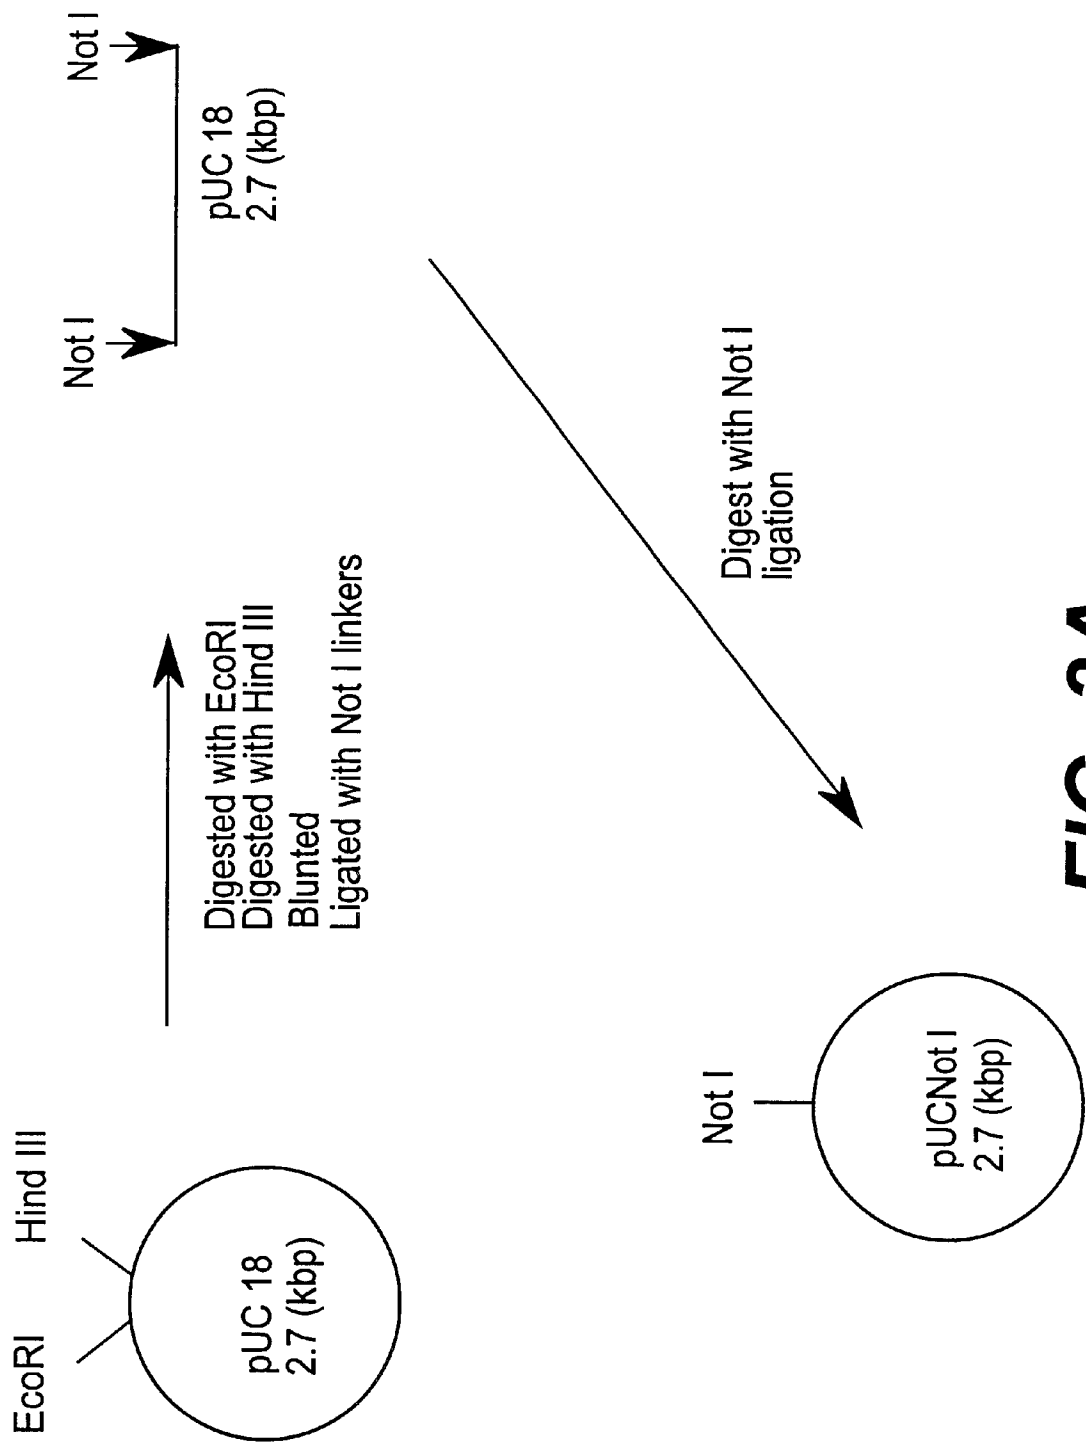 EcoRI
Hind III
pUC 18
2.7 (kbp)
Digested with EcoRI
Digested with Hind III
Blunted
Ligated with Not I linkers
Not I
Not I
pUC 18
2.7 (kbp)
Digest with Not I
ligation
Not I
pUCNot I
2.7 (kbp)